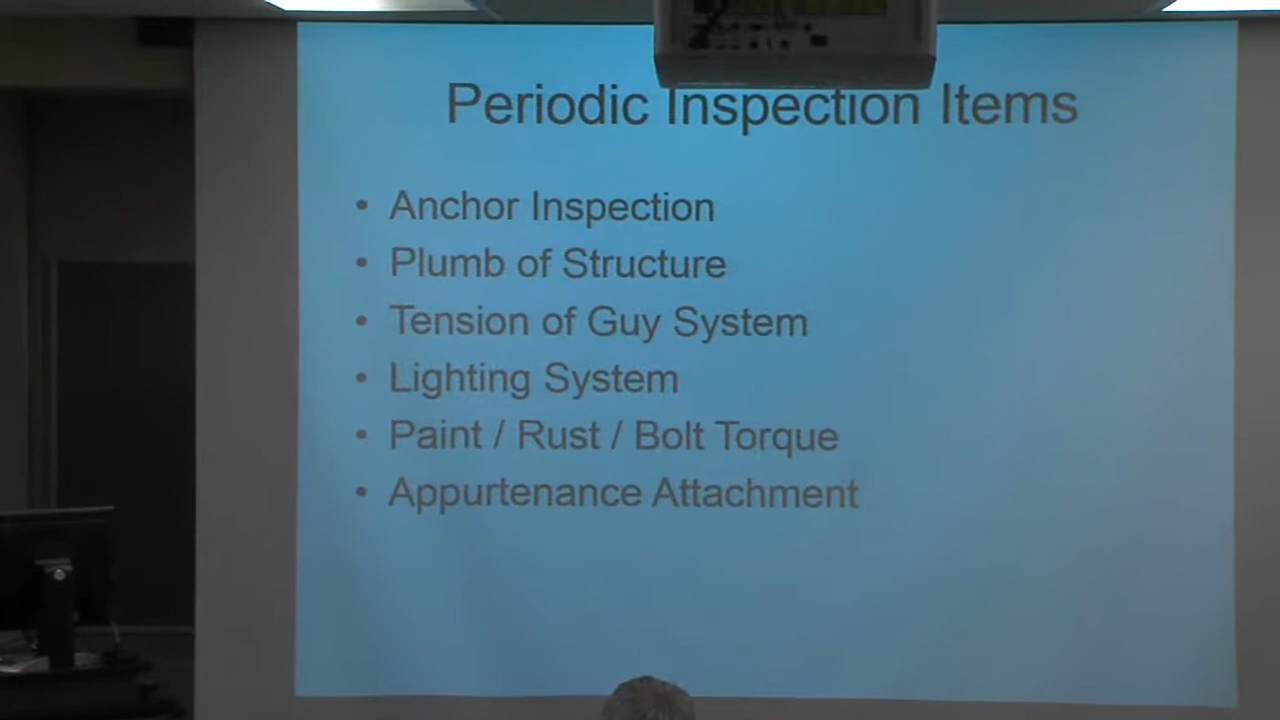 Periodic Inspection Items
• Anchor Inspection
• Plumb of Structure
• Tension of Guy System
• Lighting System
• Paint / Rust / Bolt Torque
• Appurtenance Attachment